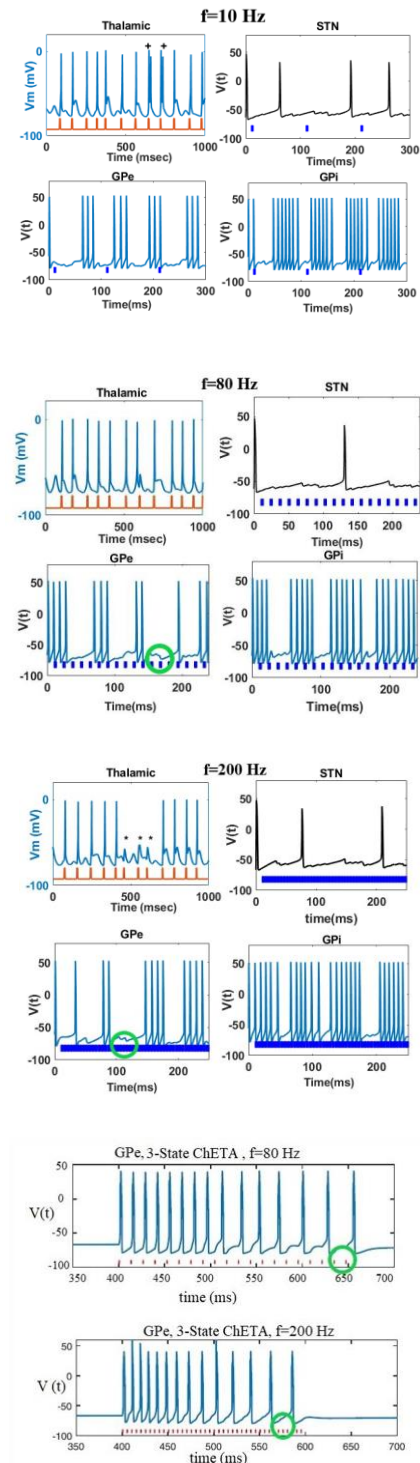 f=10 Hz
Thalamic
STN
Vm (mV)
0
-100
0
500
1000
Time (msec)
+ +
V(t)
50
0
-50
-100
0
100
200
300
Time(ms)
GPe
GPi
V(t)
50
0
-50
-100
0
100
200
300
Time(ms)
50
0
-50
-100
0
100
200
300
Time(ms)
f=80 Hz
Thalamic
STN
Vm (mV)
0
-100
0
500
1000
Time (msec)
V(t)
50
0
-50
-100
0
50
100
150
200
Time(ms)
GPe
GPi
V(t)
50
0
-50
-100
0
100
200
Time(ms)
50
0
-50
-100
0
50
100
150
200
Time(ms)
f=200 Hz
Thalamic
STN
Vm (mV)
0
-100
0
500
1000
Time (msec)
* * *
V(t)
50
0
-50
-100
0
100
200
time(ms)
GPe
GPi
V(t)
50
0
-50
-100
0
100
200
Time(ms)
50
0
-50
-100
0
100
200
Time(ms)
GPe, 3-State ChETA , f=80 Hz
V(t)
50
0
-50
-100
350
400
450
500
550
600
650
700
time (ms)
GPe, 3-State ChETA, f=200 Hz
V (t)
50
0
-50
-100
350
400
450
500
550
600
650
700
time (ms)